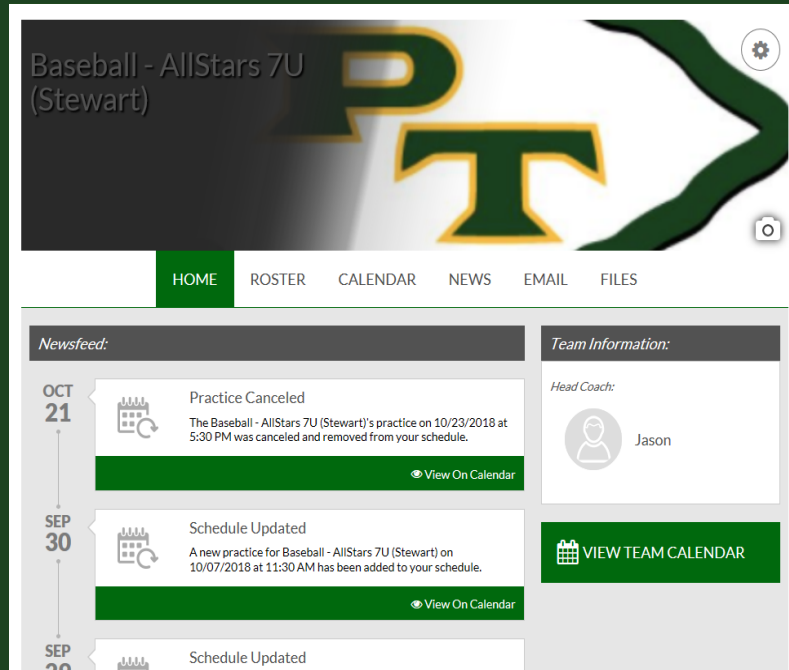 Baseball - AllStars 7U
(Stewart)
PT
HOME ROSTER CALENDAR NEWS EMAIL FILES
Newsfeed:
OCT
21
Practice Canceled
The Baseball - AllStars 7U (Stewart)'s practice on 10/23/2018 at
5:30 PM was canceled and removed from your schedule.
View On Calendar
SEP
30
Schedule Updated
A new practice for Baseball - AllStars 7U (Stewart) on
10/07/2018 at 11:30 AM has been added to your schedule.
View On Calendar
SEP
Schedule Updated
Team Information:
Head Coach:
Jason
VIEW TEAM CALENDAR